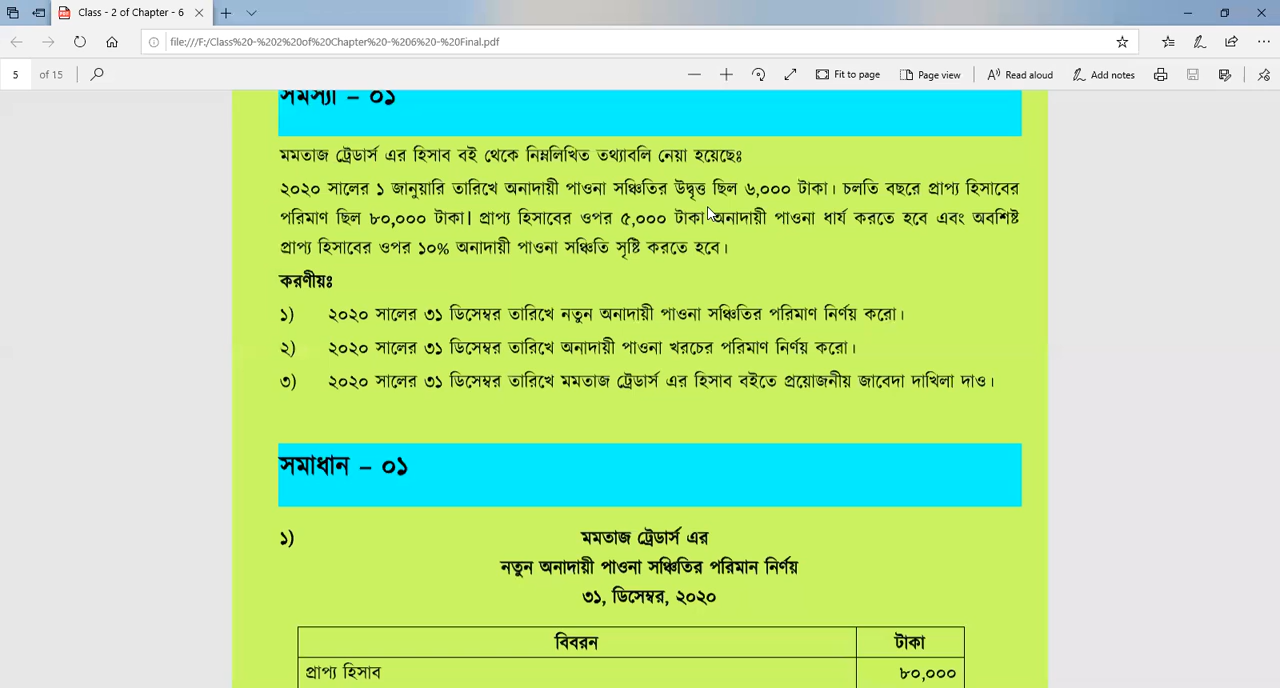 Class - 2 of Chapter - 6
file:///F:/Class%20-%202%20of%20Chapter%20-%206%20-%20Final.pdf
5 of 15 Fit to page Page view Read aloud Add notes
সমস্যা – ০১
মমতাজ ট্রেডার্স এর হিসাব বই থেকে নিম্নলিখিত তথ্যাবলি নেয়া হয়েছেঃ
২০২০ সালের ১ জানুয়ারি তারিখে অনাদায়ী পাওনা সঞ্চিতির উদ্বৃত্ত ছিল ৬,০০০ টাকা। চলতি বছরে প্রাপ্য হিসাবের
পরিমাণ ছিল ৮০,০০০ টাকা। প্রাপ্য হিসাবের ওপর ৫,০০০ টাকা অনাদায়ী পাওনা ধার্য করতে হবে এবং অবশিষ্ট
প্রাপ্য হিসাবের ওপর ১০% অনাদায়ী পাওনা সঞ্চিতি সৃষ্টি করতে হবে।
করণীয়ঃ
১) ২০২০ সালের ৩১ ডিসেম্বর তারিখে নতুন অনাদায়ী পাওনা সঞ্চিতির পরিমাণ নির্ণয় করো।
২) ২০২০ সালের ৩১ ডিসেম্বর তারিখে অনাদায়ী পাওনা খরচের পরিমাণ নির্ণয় করো।
৩) ২০২০ সালের ৩১ ডিসেম্বর তারিখে মমতাজ ট্রেডার্স এর হিসাব বইতে প্রয়োজনীয় জাবেদা দাখিলা দাও।
সমাধান – ০১
১) মমতাজ ট্রেডার্স এর
নতুন অনাদায়ী পাওনা সঞ্চিতির পরিমান নির্ণয়
৩১, ডিসেম্বর, ২০২০
বিবরন টাকা
প্রাপ্য হিসাব ৮০,০০০